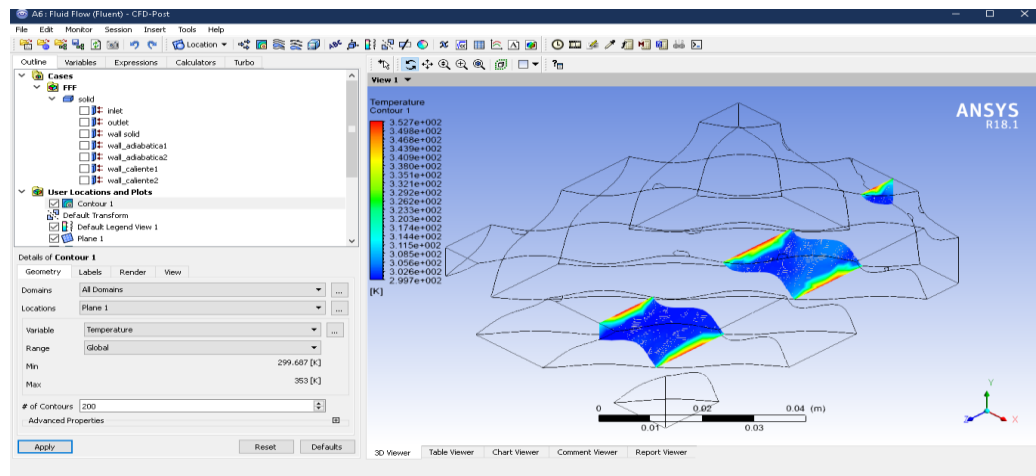 A6 : Fluid Flow (Fluent) - CFD-Post
File Edit Monitor Session Insert Tools Help
Location
Outline Variables Expressions Calculators Turbo
Cases
FFF
solid
inlet
outlet
wall solid
wall_adiabatica1
wall_adiabatica2
wall_caliente1
wall_caliente2
User Locations and Plots
Contour 1
Default Transform
Default Legend View 1
Plane 1
Details of Contour 1
Geometry Labels Render View
Domains All Domains ...
Locations Plane 1 ...
Variable Temperature ...
Range Global
Min 299.687 [K]
Max 353 [K]
# of Contours 200
Advanced Properties
Apply Reset Defaults
View 1
Temperature
Contour 1
3.527e+002
3.498e+002
3.468e+002
3.439e+002
3.409e+002
3.380e+002
3.351e+002
3.321e+002
3.292e+002
3.262e+002
3.233e+002
3.203e+002
3.174e+002
3.144e+002
3.115e+002
3.085e+002
3.056e+002
3.026e+002
2.997e+002
[K]
ANSYS
R18.1
0 0.02 0.04 (m)
0.01 0.03
Y
Z X
3D Viewer Table Viewer Chart Viewer Comment Viewer Report Viewer